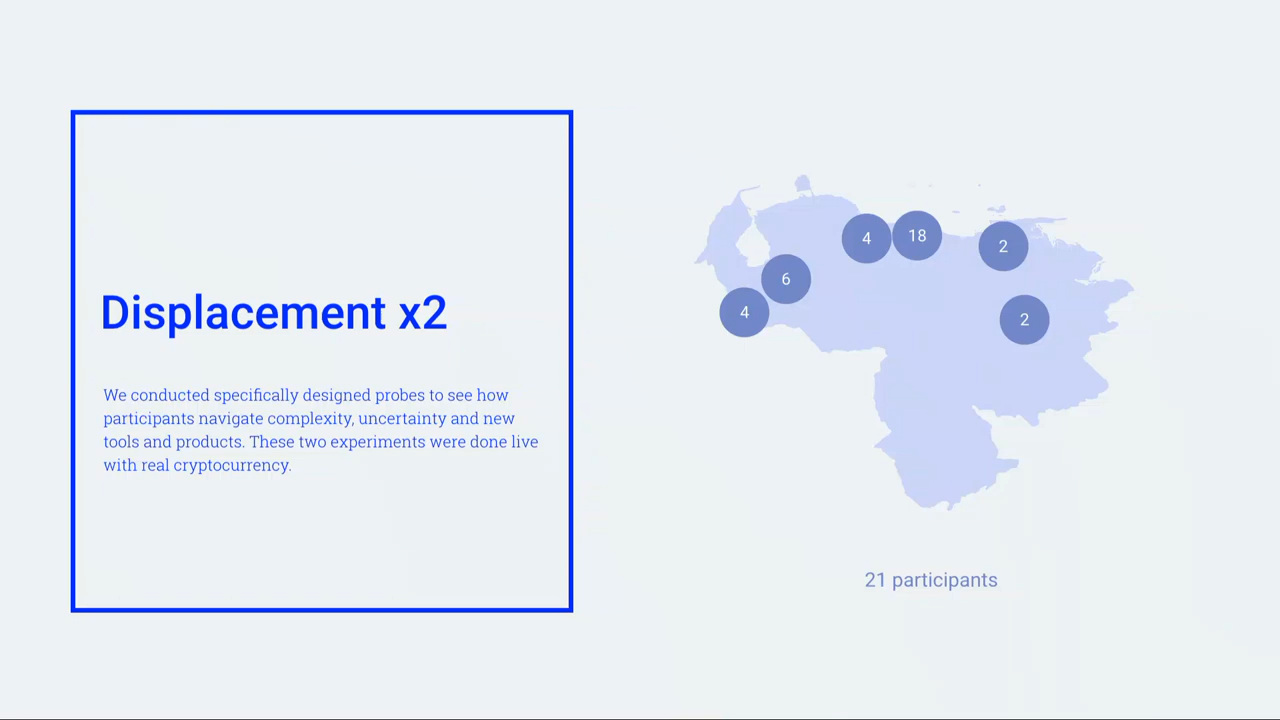 Displacement x2
We conducted specifically designed probes to see how
participants navigate complexity, uncertainty and new
tools and products. These two experiments were done live
with real cryptocurrency.
4
18
2
6
4
2
21 participants